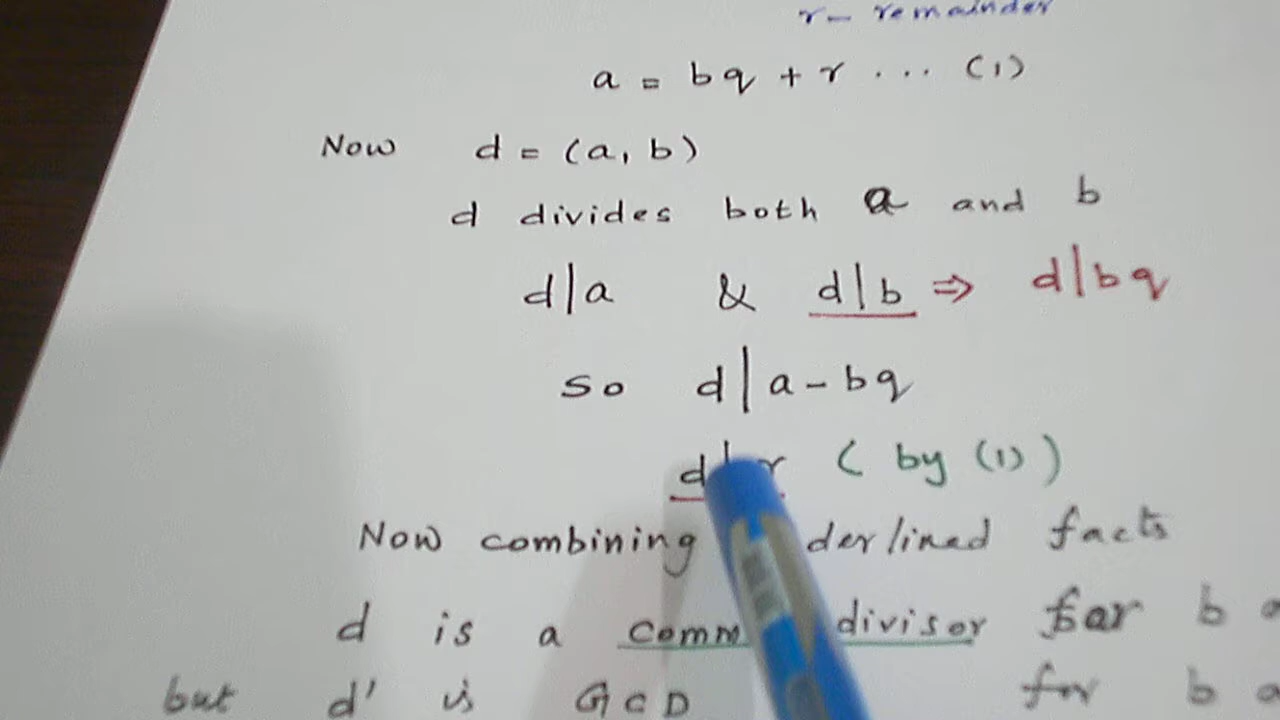 r - remainder
a = bq + r ... (1)
Now d = (a, b)
d divides both a and b
d|a & d|b ⇒ d|bq
so d|a - bq
d|r (by (1))
Now combining derlined facts
d is a comm divisor for b
but d' is GCD for b